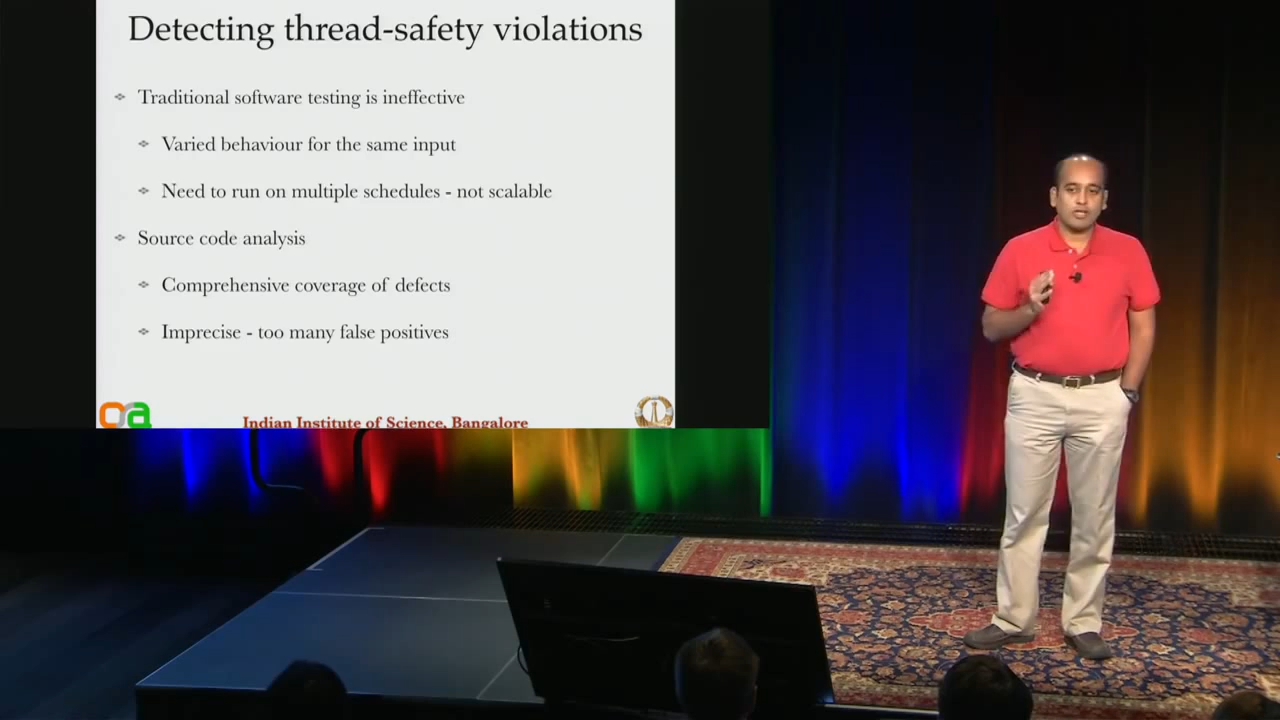 Detecting thread-safety violations
Traditional software testing is ineffective
Varied behaviour for the same input
Need to run on multiple schedules - not scalable
Source code analysis
Comprehensive coverage of defects
Imprecise - too many false positives
Indian Institute of Science, Bangalore